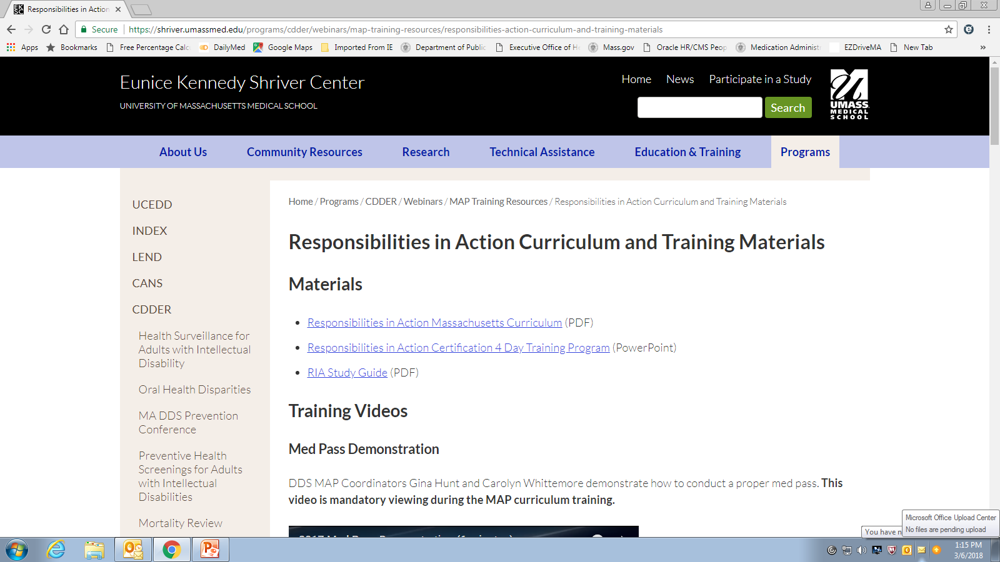 EK
SC
Responsibilities in Action
Secure
https://shriver.umassmed.edu/programs/cdder/webinars/map-training-resources/responsibilities-action-curriculum-and-training-materials
Apps
Bookmarks
Free Percentage Calc
DailyMed
Google Maps
Imported From IE
Department of Public
Executive Office of He
Mass.gov
Oracle HR/CMS Peop
Medication Administr
EZDriveMA
New Tab
»
Eunice Kennedy Shriver Center
UNIVERSITY OF MASSACHUSETTS MEDICAL SCHOOL
Home
News
Participate in a Study
Search
UMASS
MEDICAL
SCHOOL
About Us
Community Resources
Research
Technical Assistance
Education & Training
Programs
UCEDD
INDEX
LEND
CANS
CDDER
Health Surveillance for
Adults with Intellectual
Disability
Oral Health Disparities
MA DDS Prevention
Conference
Preventive Health
Screenings for Adults
with Intellectual
Disabilities
Mortality Review
Home / Programs / CDDER / Webinars / MAP Training Resources / Responsibilities in Action Curriculum and Training Materials
Responsibilities in Action Curriculum and Training Materials
Materials
• Responsibilities in Action Massachusetts Curriculum (PDF)
• Responsibilities in Action Certification 4 Day Training Program (PowerPoint)
• RIA Study Guide (PDF)
Training Videos
Med Pass Demonstration
DDS MAP Coordinators Gina Hunt and Carolyn Whittemore demonstrate how to conduct a proper med pass. This
video is mandatory viewing during the MAP curriculum training.
Microsoft Office Upload Center
No files are pending upload
You have n
1:15 PM
3/6/2018